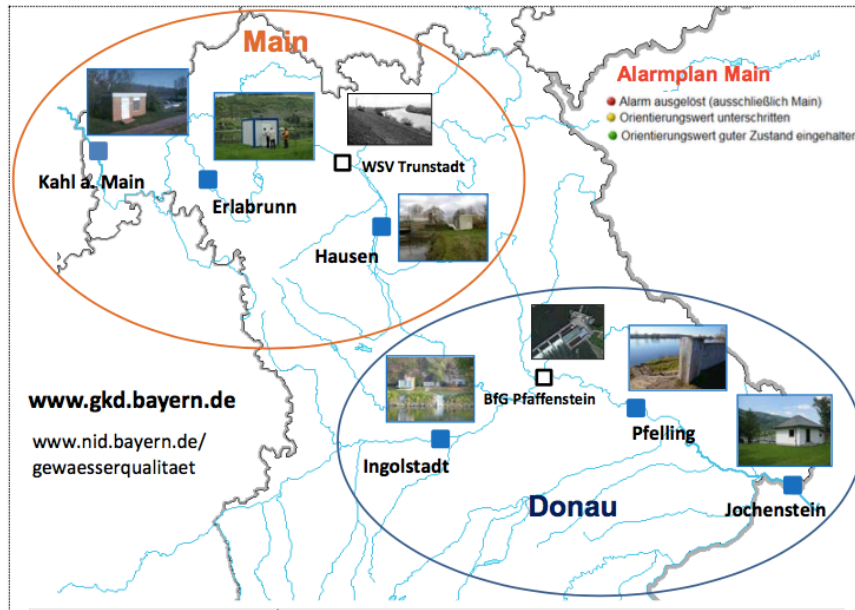 Main
Alarmplan Main
Alarm ausgelöst (ausschließlich Main)
Orientierungswert unterschritten
Orientierungswert guter Zustand eingehalten
WSV Trunstadt
Kahl a. Main
Erlabrunn
Hausen
www.gkd.bayern.de
www.nid.bayern.de/
gewaesserqualitaet
BfG Pfaffenstein
Pfelling
Ingolstadt
Donau
Jochenstein